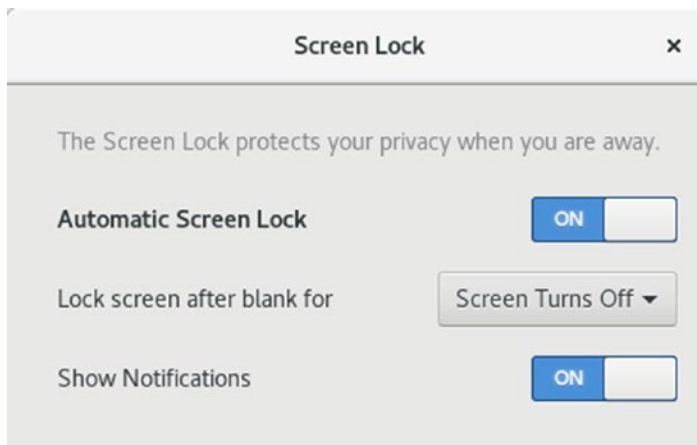 Screen Lock ×
The Screen Lock protects your privacy when you are away.
Automatic Screen Lock ON
Lock screen after blank for Screen Turns Off
Show Notifications ON